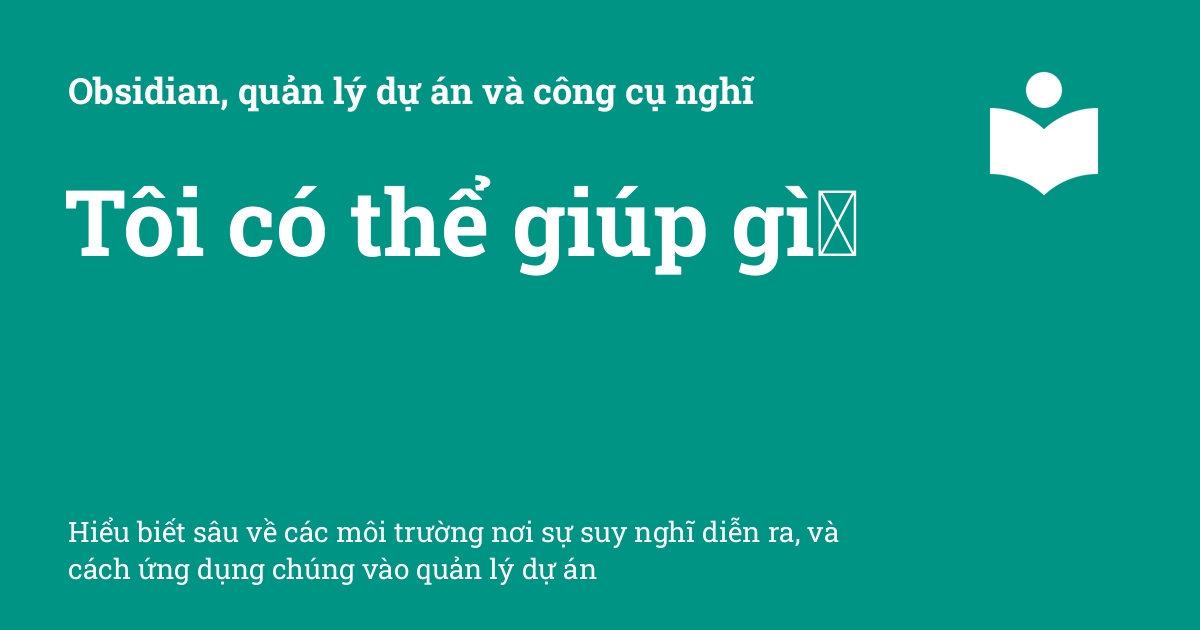 Obsidian, quản lý dự án và công cụ nghĩ
Tôi có thể giúp gì
Hiểu biết sâu về các môi trường nơi sự suy nghĩ diễn ra, và
cách ứng dụng chúng vào quản lý dự án